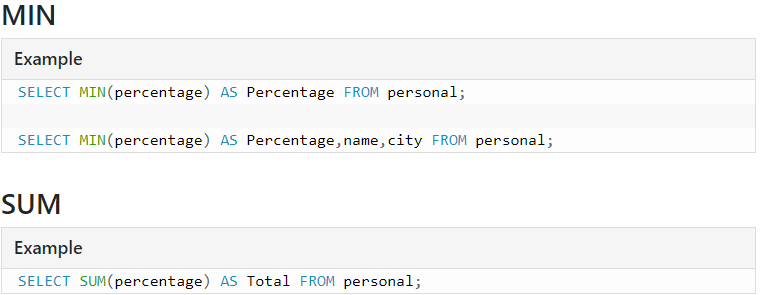 MIN
Example
SELECT MIN(percentage) AS Percentage FROM personal;
SELECT MIN(percentage) AS Percentage,name,city FROM personal;
SUM
Example
SELECT SUM(percentage) AS Total FROM personal;